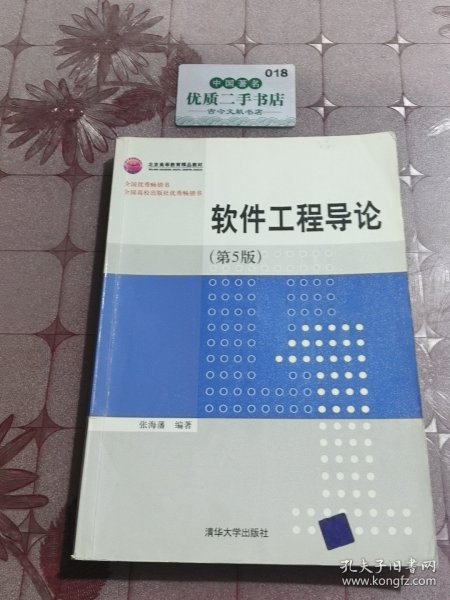 018
中国著名
优质二手书店
古今文献书店
北京高等教育精品教材
全国优秀畅销书
全国高校出版社优秀畅销书
软件工程导论
(第5版)
张海藩 编著
清华大学出版社
孔夫子旧书网
www.kongfz.com